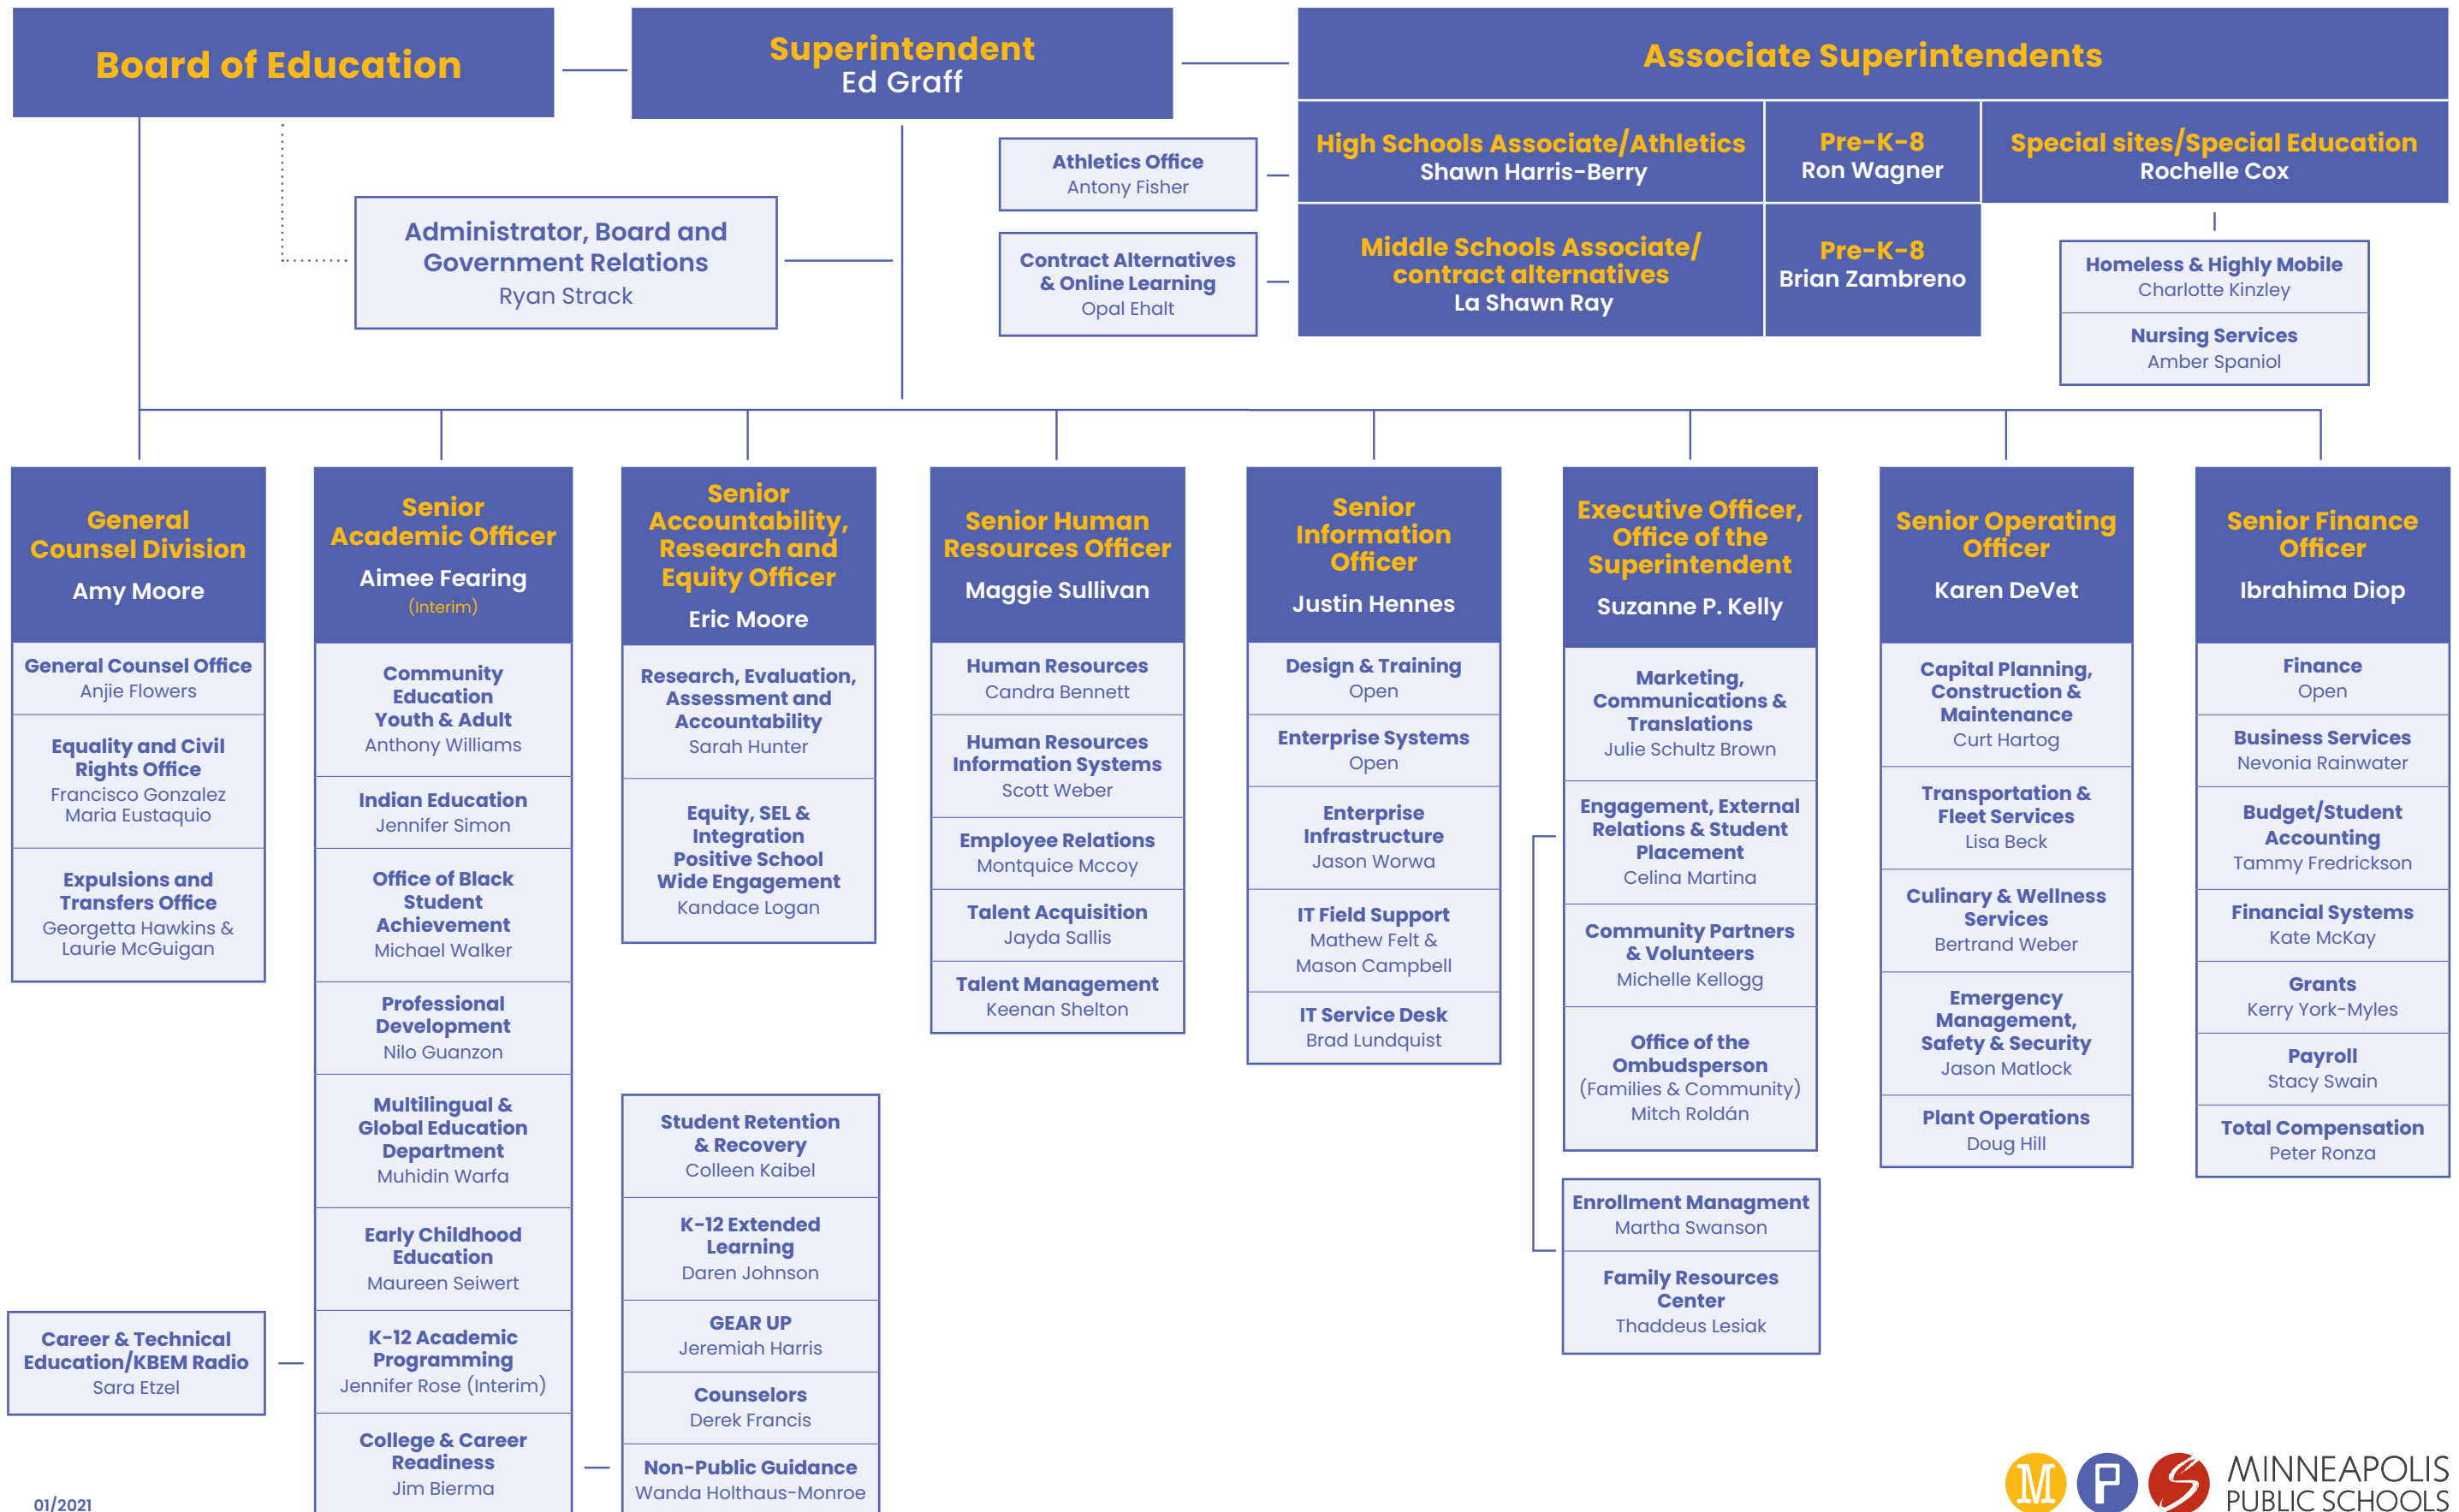 Board of Education
Superintendent
Ed Graff
Associate Superintendents
High Schools Associate/Athletics
Shawn Harris-Berry
Pre-K-8
Ron Wagner
Special sites/Special Education
Rochelle Cox
Middle Schools Associate/
contract alternatives
La Shawn Ray
Pre-K-8
Brian Zambreno
Athletics Office
Antony Fisher
Contract Alternatives
& Online Learning
Opal Ehalt
Administrator, Board and
Government Relations
Ryan Strack
Homeless & Highly Mobile
Charlotte Kinzley
Nursing Services
Amber Spaniol
General
Counsel Division
Amy Moore
General Counsel Office
Anjie Flowers
Equality and Civil
Rights Office
Francisco Gonzalez
Maria Eustaquio
Expulsions and
Transfers Office
Georgetta Hawkins &
Laurie McGuigan
Senior
Academic Officer
Aimee Fearing
(Interim)
Community
Education
Youth & Adult
Anthony Williams
Indian Education
Jennifer Simon
Office of Black
Student
Achievement
Michael Walker
Professional
Development
Nilo Guanzon
Multilingual &
Global Education
Department
Muhidin Warfa
Early Childhood
Education
Maureen Seiwert
K-12 Academic
Programming
Jennifer Rose (Interim)
College & Career
Readiness
Jim Bierma
Career & Technical
Education/KBEM Radio
Sara Etzel
Senior
Accountability,
Research and
Equity Officer
Eric Moore
Research, Evaluation,
Assessment and
Accountability
Sarah Hunter
Equity, SEL &
Integration
Positive School
Wide Engagement
Kandace Logan
Student Retention
& Recovery
Colleen Kaibel
K-12 Extended
Learning
Daren Johnson
GEAR UP
Jeremiah Harris
Counselors
Derek Francis
Non-Public Guidance
Wanda Holthaus-Monroe
Senior Human
Resources Officer
Maggie Sullivan
Human Resources
Candra Bennett
Human Resources
Information Systems
Scott Weber
Employee Relations
Montquice Mccoy
Talent Acquisition
Jayda Sallis
Talent Management
Keenan Shelton
Senior
Information
Officer
Justin Hennes
Design & Training
Open
Enterprise Systems
Open
Enterprise
Infrastructure
Jason Worwa
IT Field Support
Mathew Felt &
Mason Campbell
IT Service Desk
Brad Lundquist
Executive Officer,
Office of the
Superintendent
Suzanne P. Kelly
Marketing,
Communications &
Translations
Julie Schultz Brown
Engagement, External
Relations & Student
Placement
Celina Martina
Community Partners
& Volunteers
Michelle Kellogg
Office of the
Ombudsperson
(Families & Community)
Mitch Roldán
Enrollment Managment
Martha Swanson
Family Resources
Center
Thaddeus Lesiak
Senior Operating
Officer
Karen DeVet
Capital Planning,
Construction &
Maintenance
Curt Hartog
Transportation &
Fleet Services
Lisa Beck
Culinary & Wellness
Services
Bertrand Weber
Emergency
Management,
Safety & Security
Jason Matlock
Plant Operations
Doug Hill
Senior Finance
Officer
Ibrahima Diop
Finance
Open
Business Services
Nevonia Rainwater
Budget/Student
Accounting
Tammy Fredrickson
Financial Systems
Kate McKay
Grants
Kerry York-Myles
Payroll
Stacy Swain
Total Compensation
Peter Ronza
01/2021
M P S
MINNEAPOLIS
PUBLIC SCHOOLS